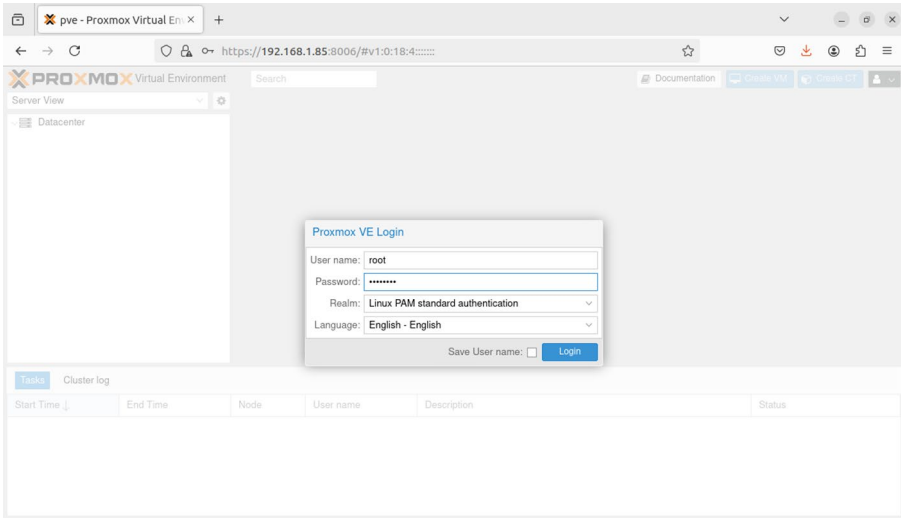 pve - Proxmox Virtual En
https://192.168.1.85:8006/#v1:0:18:4:::::::
PROXMOX Virtual Environment Search Documentation Create VM Create CT
Server View
Datacenter
Proxmox VE Login
User name: root
Password: ••••••••
Realm: Linux PAM standard authentication
Language: English - English
Save User name: Login
Tasks Cluster log
Start Time ↓ End Time Node User name Description Status